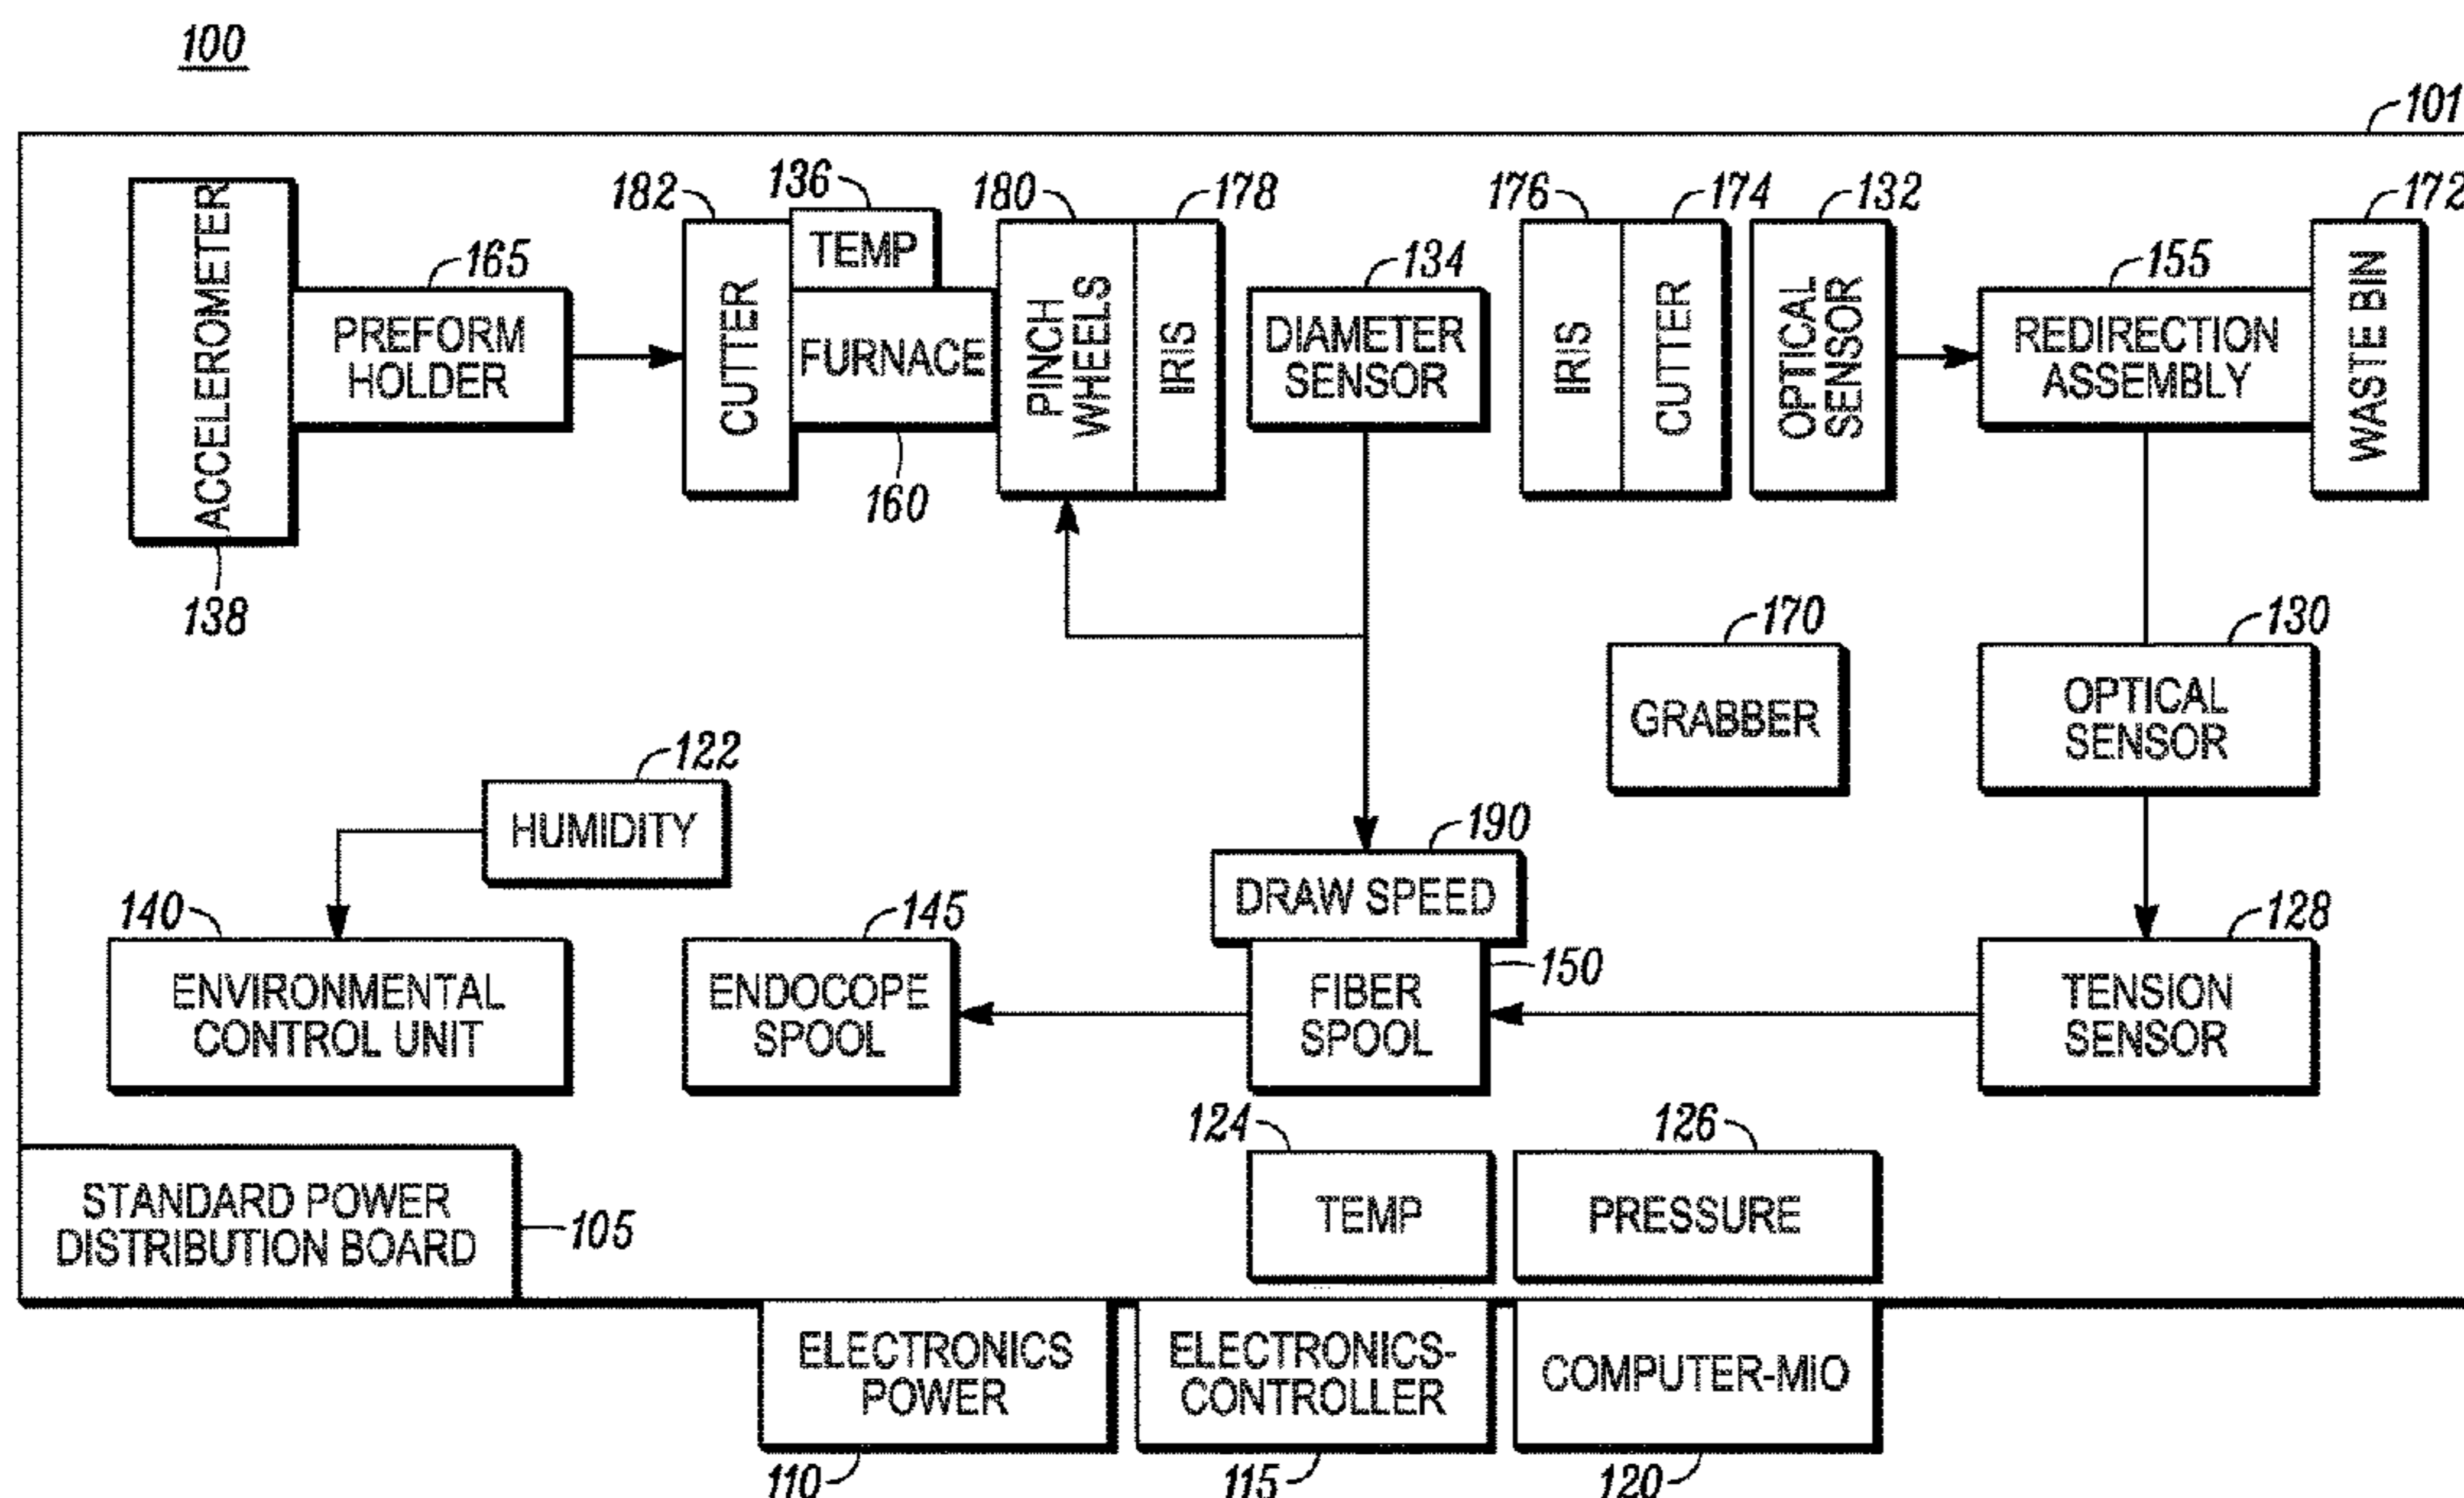 100
101
182
136
180
178
176
174
132
172
ACCELEROMETER
165
PREFORM
HOLDER
CUTTER
TEMP
FURNACE
PINCH
WHEELS
IRIS
134
DIAMETER
SENSOR
IRIS
CUTTER
OPTICAL
SENSOR
155
REDIRECTION
ASSEMBLY
WASTE BIN
138
160
170
GRABBER
130
OPTICAL
SENSOR
122
HUMIDITY
190
DRAW SPEED
140
ENVIRONMENTAL
CONTROL UNIT
145
ENDOCOPE
SPOOL
150
FIBER
SPOOL
128
TENSION
SENSOR
124
TEMP
126
PRESSURE
STANDARD POWER
DISTRIBUTION BOARD
105
ELECTRONICS
POWER
ELECTRONICS-
CONTROLLER
COMPUTER-MIO
110
115
120